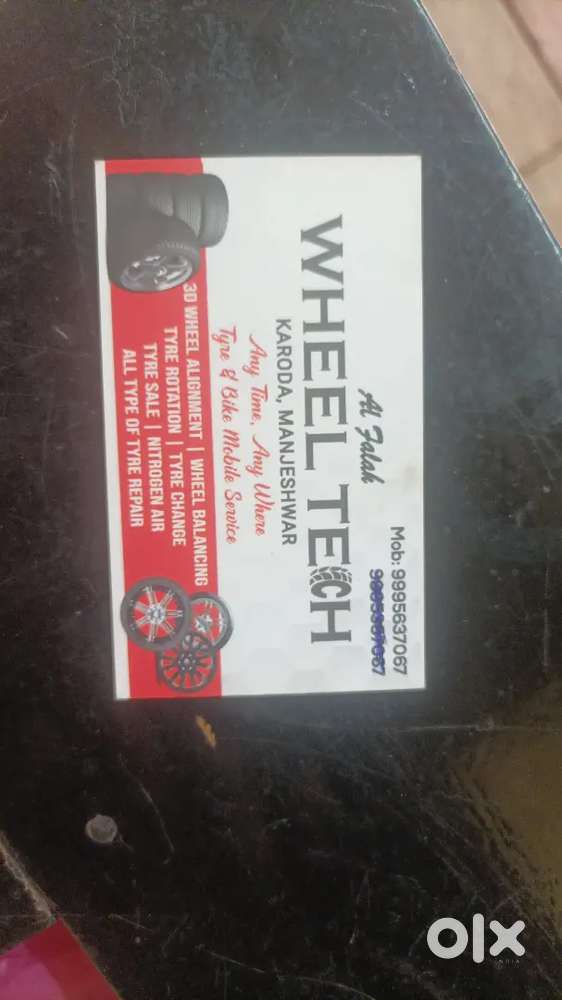 Mob: 9995637067
Al Falah
WHEEL TECH
KARODA, MANJESHWAR
Any Time, Any Where
Tyre & Bike Mobile Service
3D WHEEL ALIGNMENT | WHEEL BALANCING
TYRE ROTATION | TYRE CHANGE
TYRE SALE | NITROGEN AIR
ALL TYPE OF TYRE REPAIR
olx
INDIA